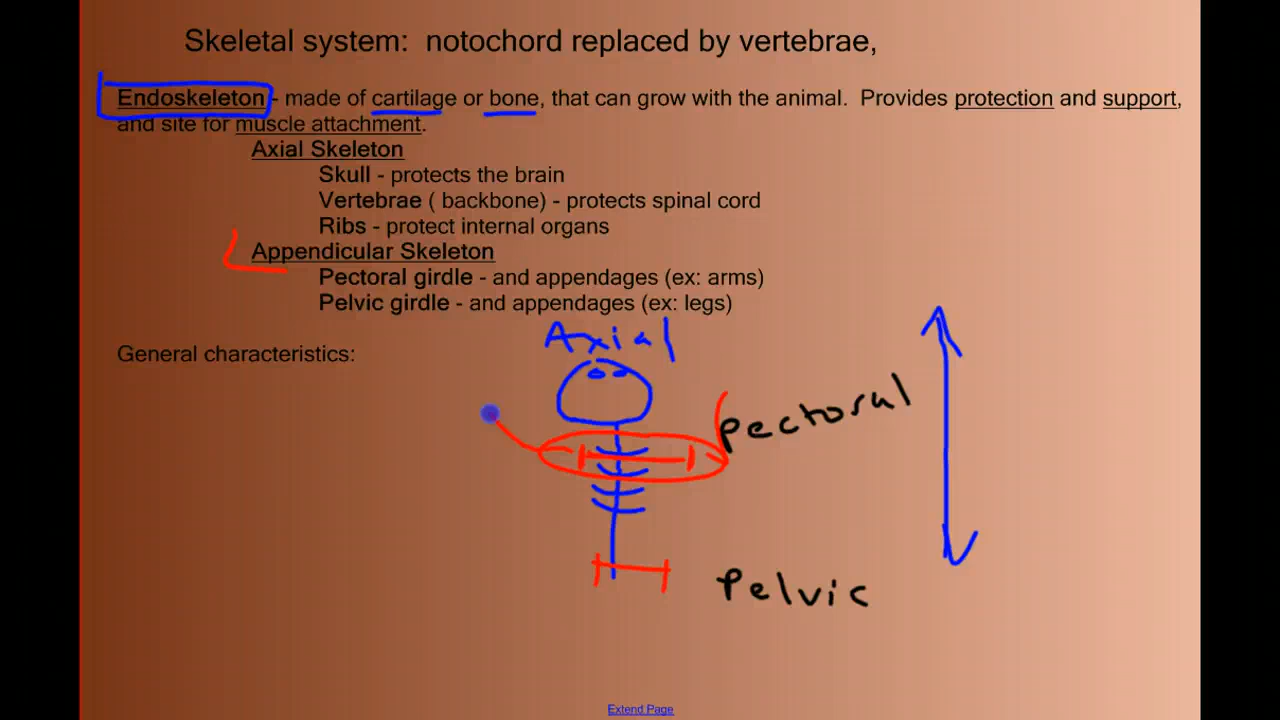 Skeletal system: notochord replaced by vertebrae,
Endoskeleton - made of cartilage or bone, that can grow with the animal. Provides protection and support,
and site for muscle attachment.
Axial Skeleton
Skull - protects the brain
Vertebrae ( backbone) - protects spinal cord
Ribs - protect internal organs
Appendicular Skeleton
Pectoral girdle - and appendages (ex: arms)
Pelvic girdle - and appendages (ex: legs)
General characteristics:
Axial
Pectoral
Pelvic
Extend Page